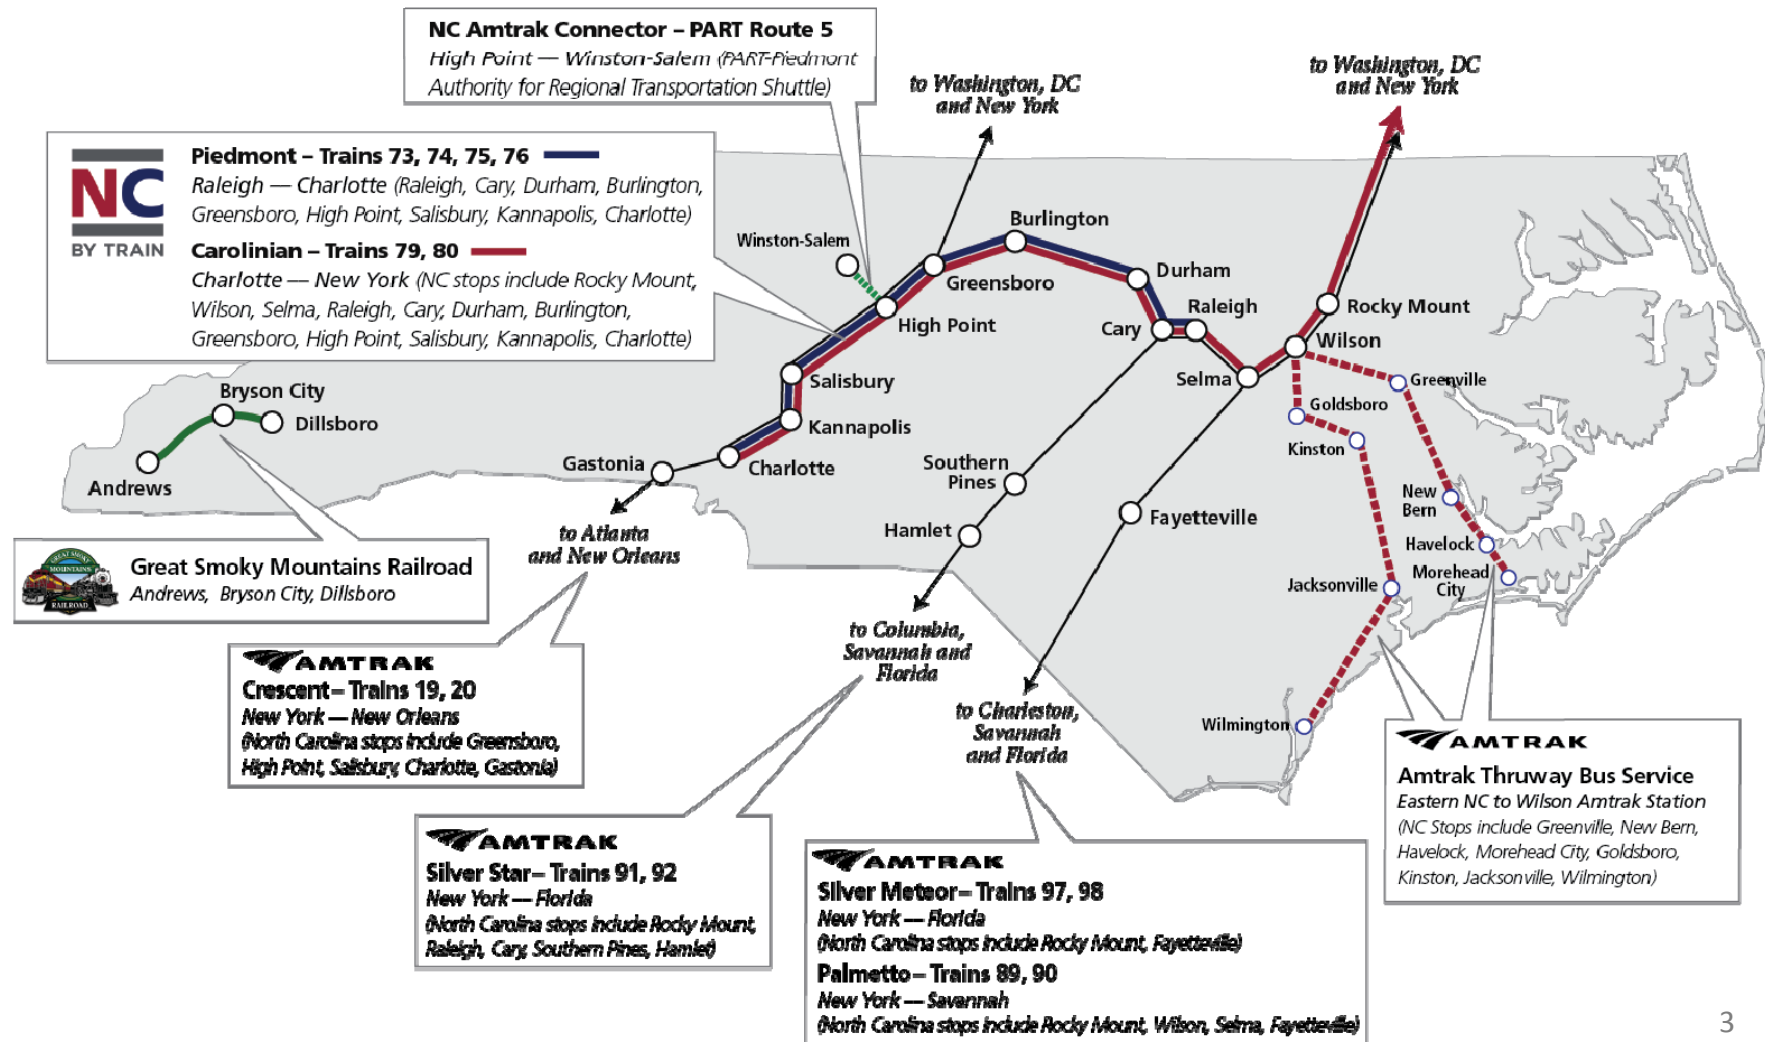 NC Amtrak Connector – PART Route 5
High Point — Winston-Salem (PART-Piedmont
Authority for Regional Transportation Shuttle)
to Washington, DC
and New York
to Washington, DC
and New York
NC
BY TRAIN
Piedmont – Trains 73, 74, 75, 76
Raleigh — Charlotte (Raleigh, Cary, Durham, Burlington,
Greensboro, High Point, Salisbury, Kannapolis, Charlotte)
Carolinian – Trains 79, 80
Charlotte — New York (NC stops include Rocky Mount,
Wilson, Selma, Raleigh, Cary, Durham, Burlington,
Greensboro, High Point, Salisbury, Kannapolis, Charlotte)
Winston-Salem
Burlington
Greensboro
Durham
High Point
Raleigh
Cary
Rocky Mount
Wilson
Selma
Salisbury
Kannapolis
Charlotte
Gastonia
Bryson City
Dillsboro
Andrews
Greenville
Goldsboro
Kinston
Southern
Pines
Hamlet
Fayetteville
New
Bern
Havelock
Morehead
City
Jacksonville
Wilmington
to Atlanta
and New Orleans
to Columbia,
Savannah and
Florida
to Charleston,
Savannah
and Florida
GREAT SMOKY
MOUNTAINS
RAILROAD
Great Smoky Mountains Railroad
Andrews, Bryson City, Dillsboro
AMTRAK
Crescent – Trains 19, 20
New York — New Orleans
(North Carolina stops include Greensboro,
High Point, Salisbury, Charlotte, Gastonia)
AMTRAK
Silver Star – Trains 91, 92
New York — Florida
(North Carolina stops include Rocky Mount,
Raleigh, Cary, Southern Pines, Hamlet)
AMTRAK
Silver Meteor – Trains 97, 98
New York — Florida
(North Carolina stops include Rocky Mount, Fayetteville)
Palmetto – Trains 89, 90
New York — Savannah
(North Carolina stops include Rocky Mount, Wilson, Selma, Fayetteville)
AMTRAK
Amtrak Thruway Bus Service
Eastern NC to Wilson Amtrak Station
(NC Stops include Greenville, New Bern,
Havelock, Morehead City, Goldsboro,
Kinston, Jacksonville, Wilmington)
3